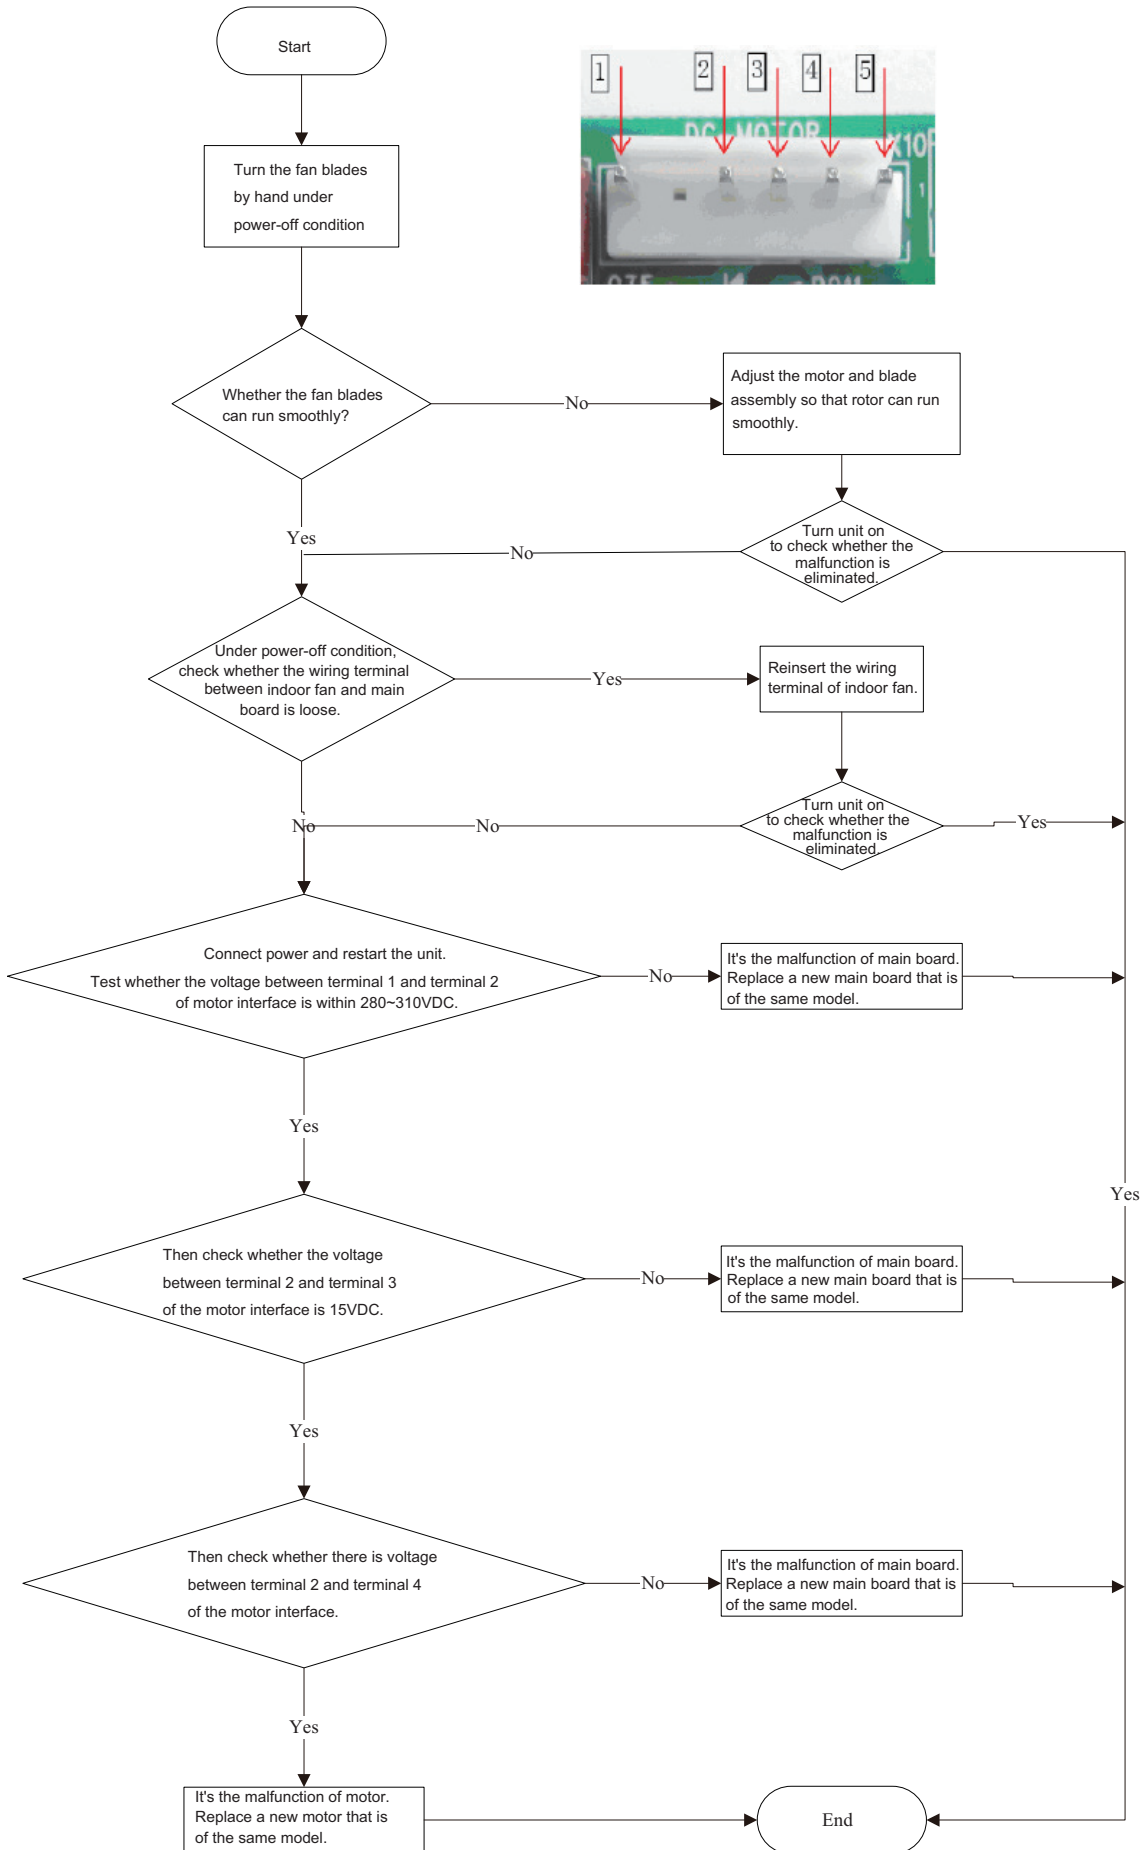 Start
1
2
3
4
5
DC-MOTOR
1
Turn the fan blades
by hand under
power-off condition
Whether the fan blades
can run smoothly?
No
Adjust the motor and blade
assembly so that rotor can run
smoothly.
Yes
Turn unit on
to check whether the
malfunction is
eliminated.
No
Under power-off condition,
check whether the wiring terminal
between indoor fan and main
board is loose.
Yes
Reinsert the wiring
terminal of indoor fan.
No
No
Turn unit on
to check whether the
malfunction is
eliminated.
Yes
Connect power and restart the unit.
Test whether the voltage between terminal 1 and terminal 2
of motor interface is within 280~310VDC.
No
It's the malfunction of main board.
Replace a new main board that is
of the same model.
Yes
Yes
Then check whether the voltage
between terminal 2 and terminal 3
of the motor interface is 15VDC.
No
It's the malfunction of main board.
Replace a new main board that is
of the same model.
Yes
Then check whether there is voltage
between terminal 2 and terminal 4
of the motor interface.
No
It's the malfunction of main board.
Replace a new main board that is
of the same model.
Yes
It's the malfunction of motor.
Replace a new motor that is
of the same model.
End